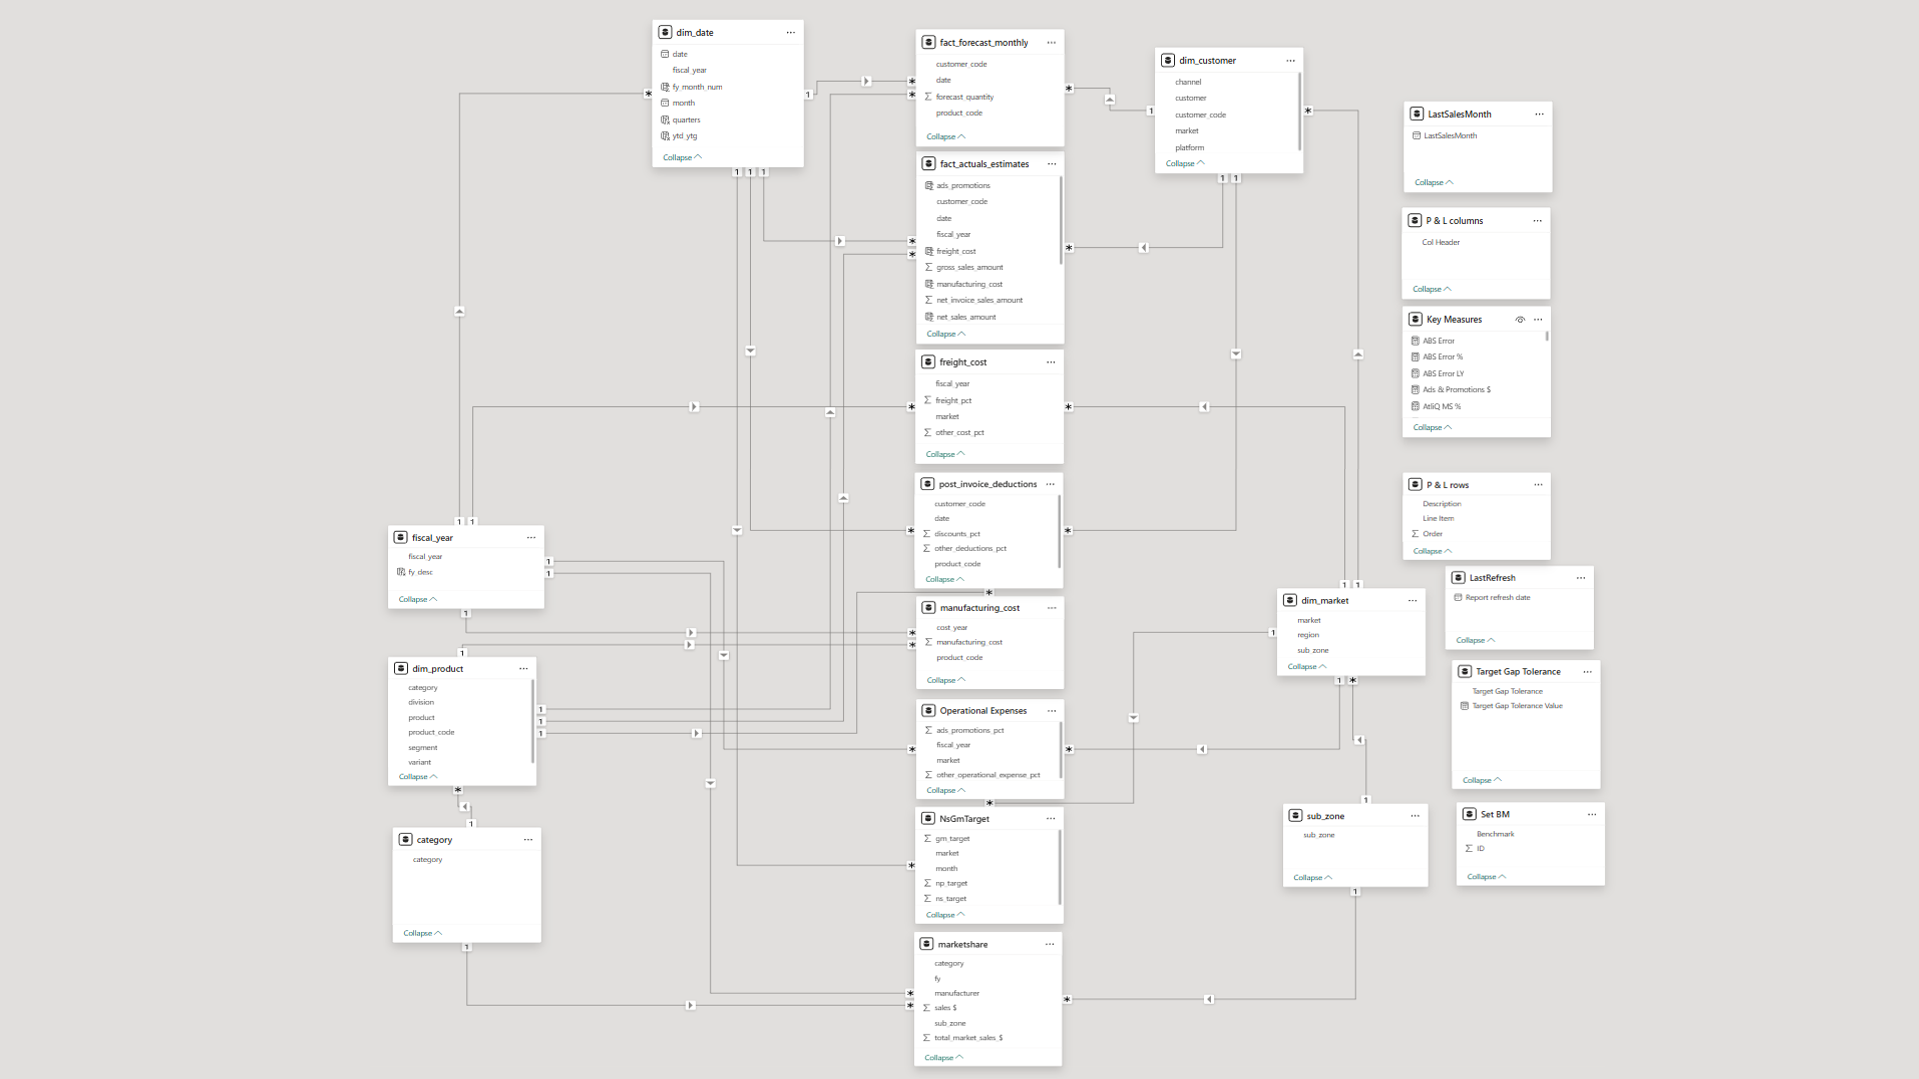 dim_date
date
fiscal_year
fy_month_num
month
quarters
ytd_ytg
Collapse
fact_forecast_monthly
customer_code
date
forecast_quantity
product_code
Collapse
fact_actuals_estimates
ads_promotions
customer_code
date
fiscal_year
freight_cost
gross_sales_amount
manufacturing_cost
net_invoice_sales_amount
net_sales_amount
Collapse
freight_cost
fiscal_year
freight_pct
market
other_cost_pct
Collapse
post_invoice_deductions
customer_code
date
discounts_pct
other_deductions_pct
product_code
Collapse
manufacturing_cost
cost_year
manufacturing_cost
product_code
Collapse
Operational Expenses
ads_promotions_pct
fiscal_year
market
other_operational_expense_pct
Collapse
NsGmTarget
gm_target
market
month
np_target
ns_target
Collapse
marketshare
category
fy
manufacturer
sales $
sub_zone
total_market_sales_$
Collapse
fiscal_year
fiscal_year
fy_desc
Collapse
dim_product
category
division
product
product_code
segment
variant
Collapse
category
category
Collapse
dim_customer
channel
customer
customer_code
market
platform
Collapse
dim_market
market
region
sub_zone
Collapse
sub_zone
sub_zone
Collapse
LastSalesMonth
LastSalesMonth
Collapse
P & L columns
Col Header
Collapse
Key Measures
ABS Error
ABS Error %
ABS Error LY
Ads & Promotions $
AtliQ MS %
Collapse
P & L rows
Description
Line Item
Order
Collapse
LastRefresh
Report refresh date
Collapse
Target Gap Tolerance
Target Gap Tolerance
Target Gap Tolerance Value
Collapse
Set BM
Benchmark
ID
Collapse